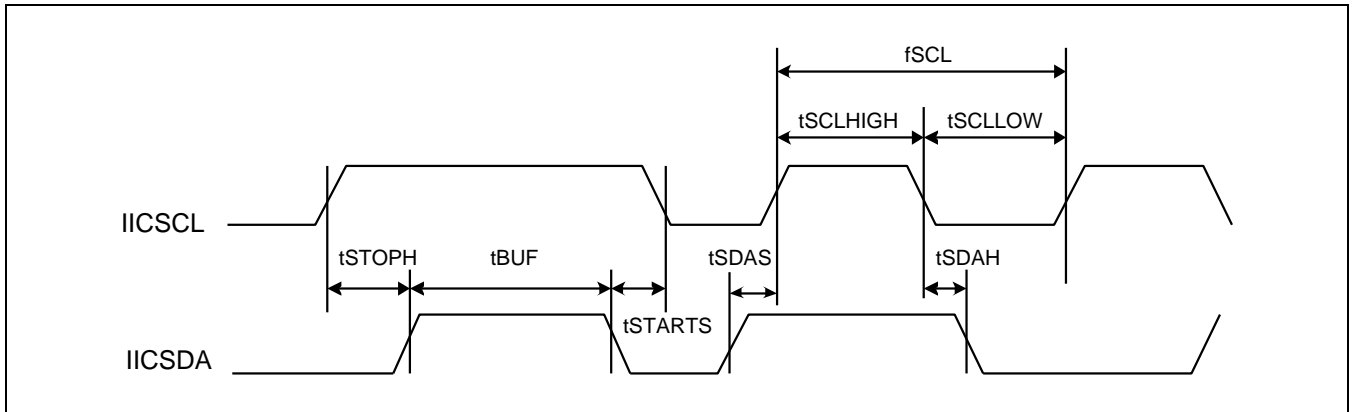 fSCL
tSCLHIGH
tSCLLOW
IICSCL
tSTOPH
tBUF
tSDAS
tSDAH
tSTARTS
IICSDA